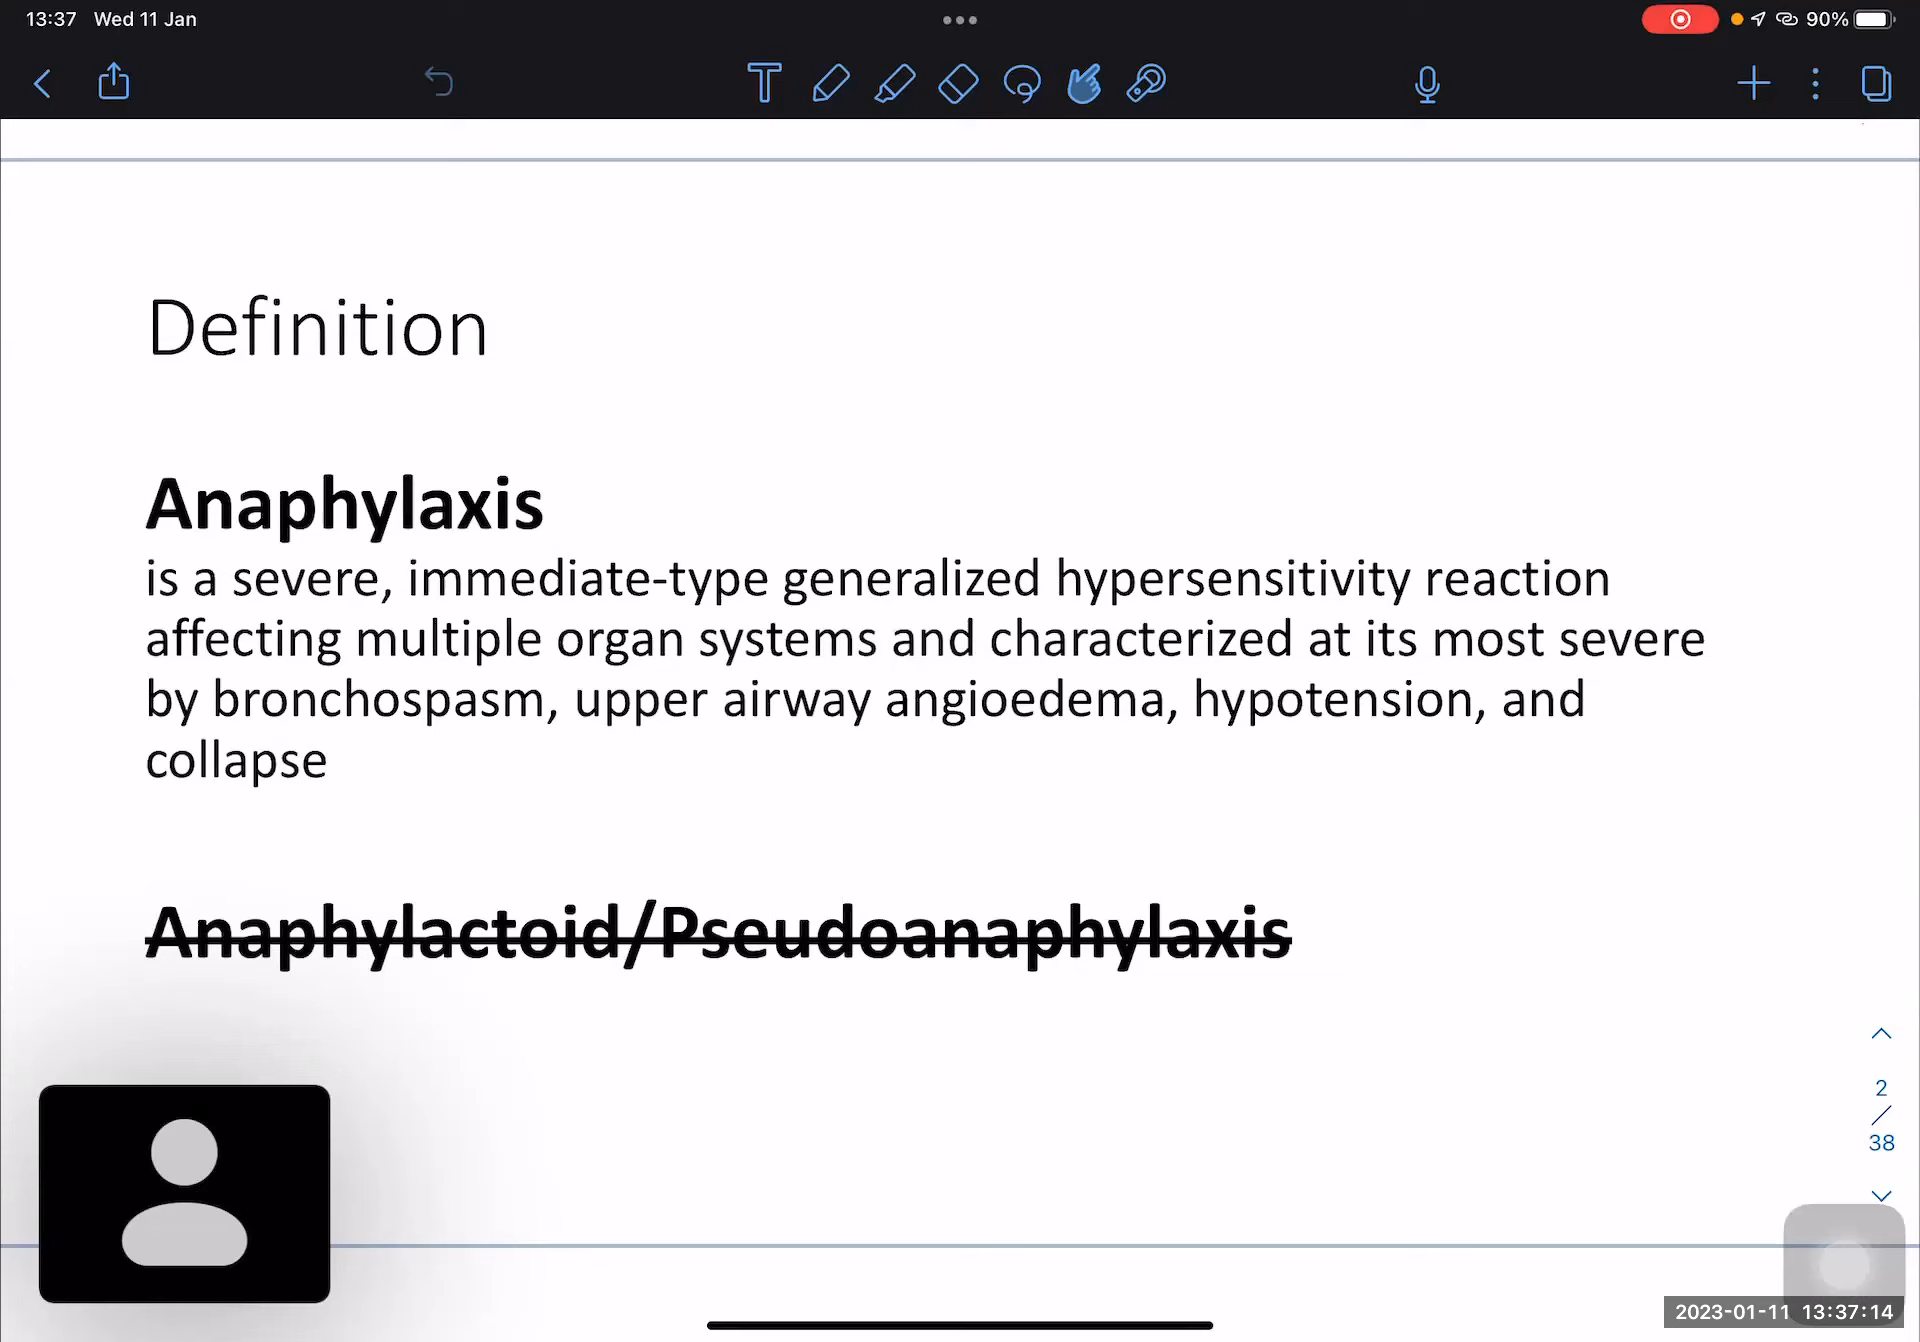 13:37 Wed 11 Jan
90%
Definition
Anaphylaxis
is a severe, immediate-type generalized hypersensitivity reaction
affecting multiple organ systems and characterized at its most severe
by bronchospasm, upper airway angioedema, hypotension, and
collapse
Anaphylactoid/Pseudoanaphylaxis
2
/
38
2023-01-11 13:37:14